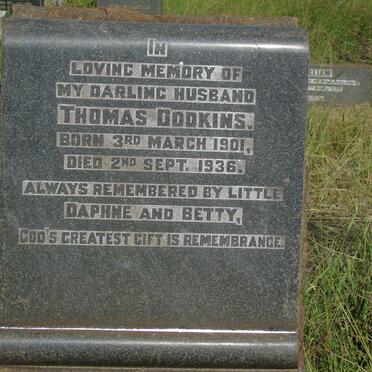 IN
LOVING MEMORY OF
MY DARLING HUSBAND
THOMAS DODKINS.
BORN 3RD MARCH 1901,
DIED 2ND SEPT. 1936.
ALWAYS REMEMBERED BY LITTLE
DAPHNE AND BETTY,
GOD'S GREATEST GIFT IS REMEMBRANCE.